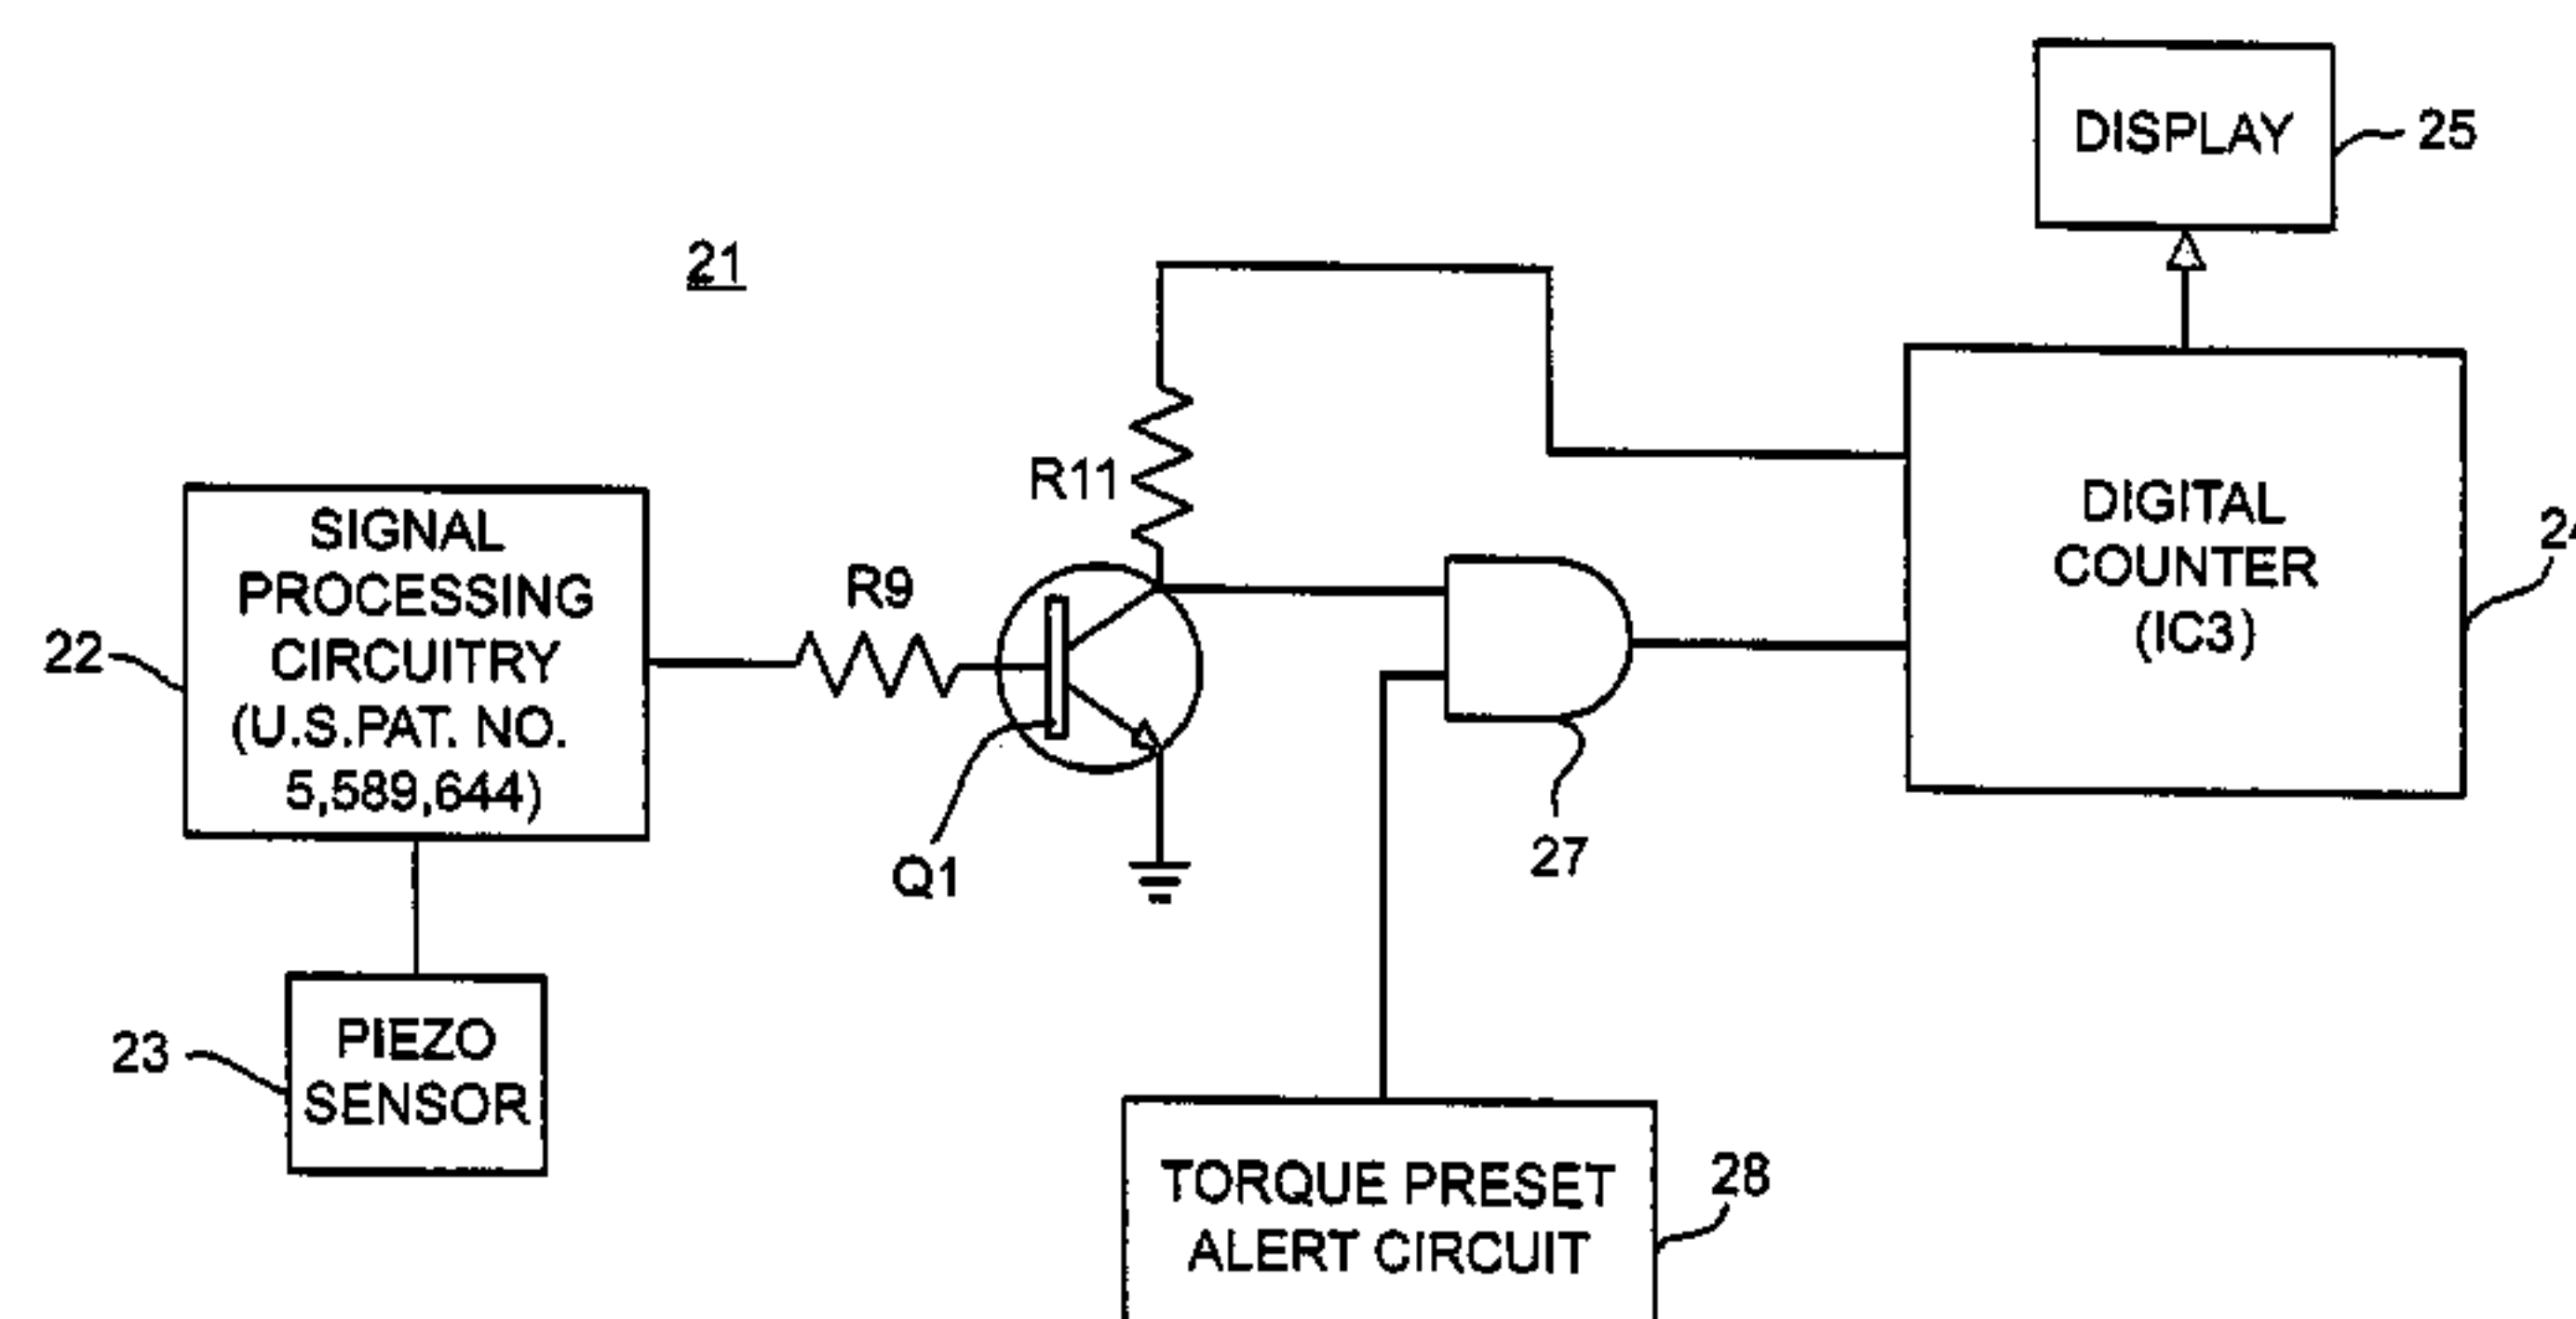 DISPLAY
25
21
R11
SIGNAL
PROCESSING
CIRCUITRY
(U.S.PAT. NO.
5,589,644)
22
R9
Q1
27
DIGITAL
COUNTER
(IC3)
24
PIEZO
SENSOR
23
TORQUE PRESET
ALERT CIRCUIT
28